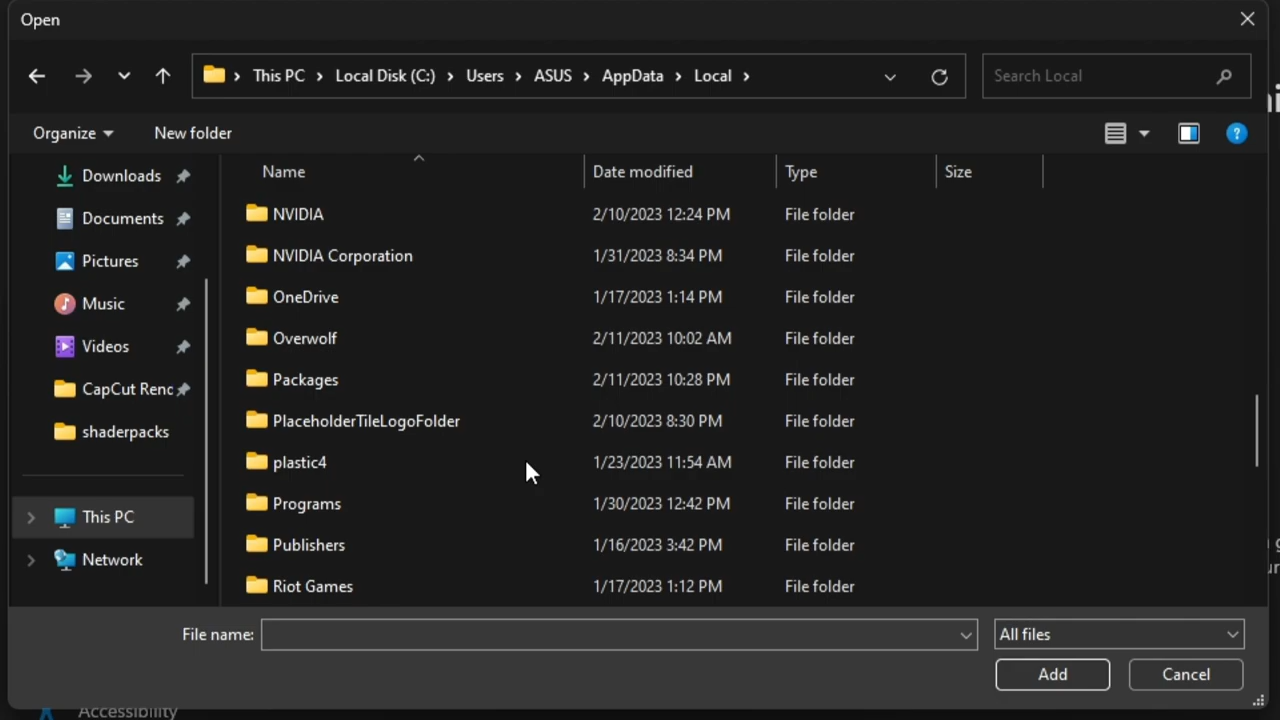 Open
This PC Local Disk (C:) Users ASUS AppData Local
Search Local
Organize New folder
Name Date modified Type Size
Downloads
Documents
Pictures
Music
Videos
CapCut Renc
shaderpacks
This PC
Network
NVIDIA 2/10/2023 12:24 PM File folder
NVIDIA Corporation 1/31/2023 8:34 PM File folder
OneDrive 1/17/2023 1:14 PM File folder
Overwolf 2/11/2023 10:02 AM File folder
Packages 2/11/2023 10:28 PM File folder
PlaceholderTileLogoFolder 2/10/2023 8:30 PM File folder
plastic4 1/23/2023 11:54 AM File folder
Programs 1/30/2023 12:42 PM File folder
Publishers 1/16/2023 3:42 PM File folder
Riot Games 1/17/2023 1:12 PM File folder
File name: All files
Add Cancel
Accessibility